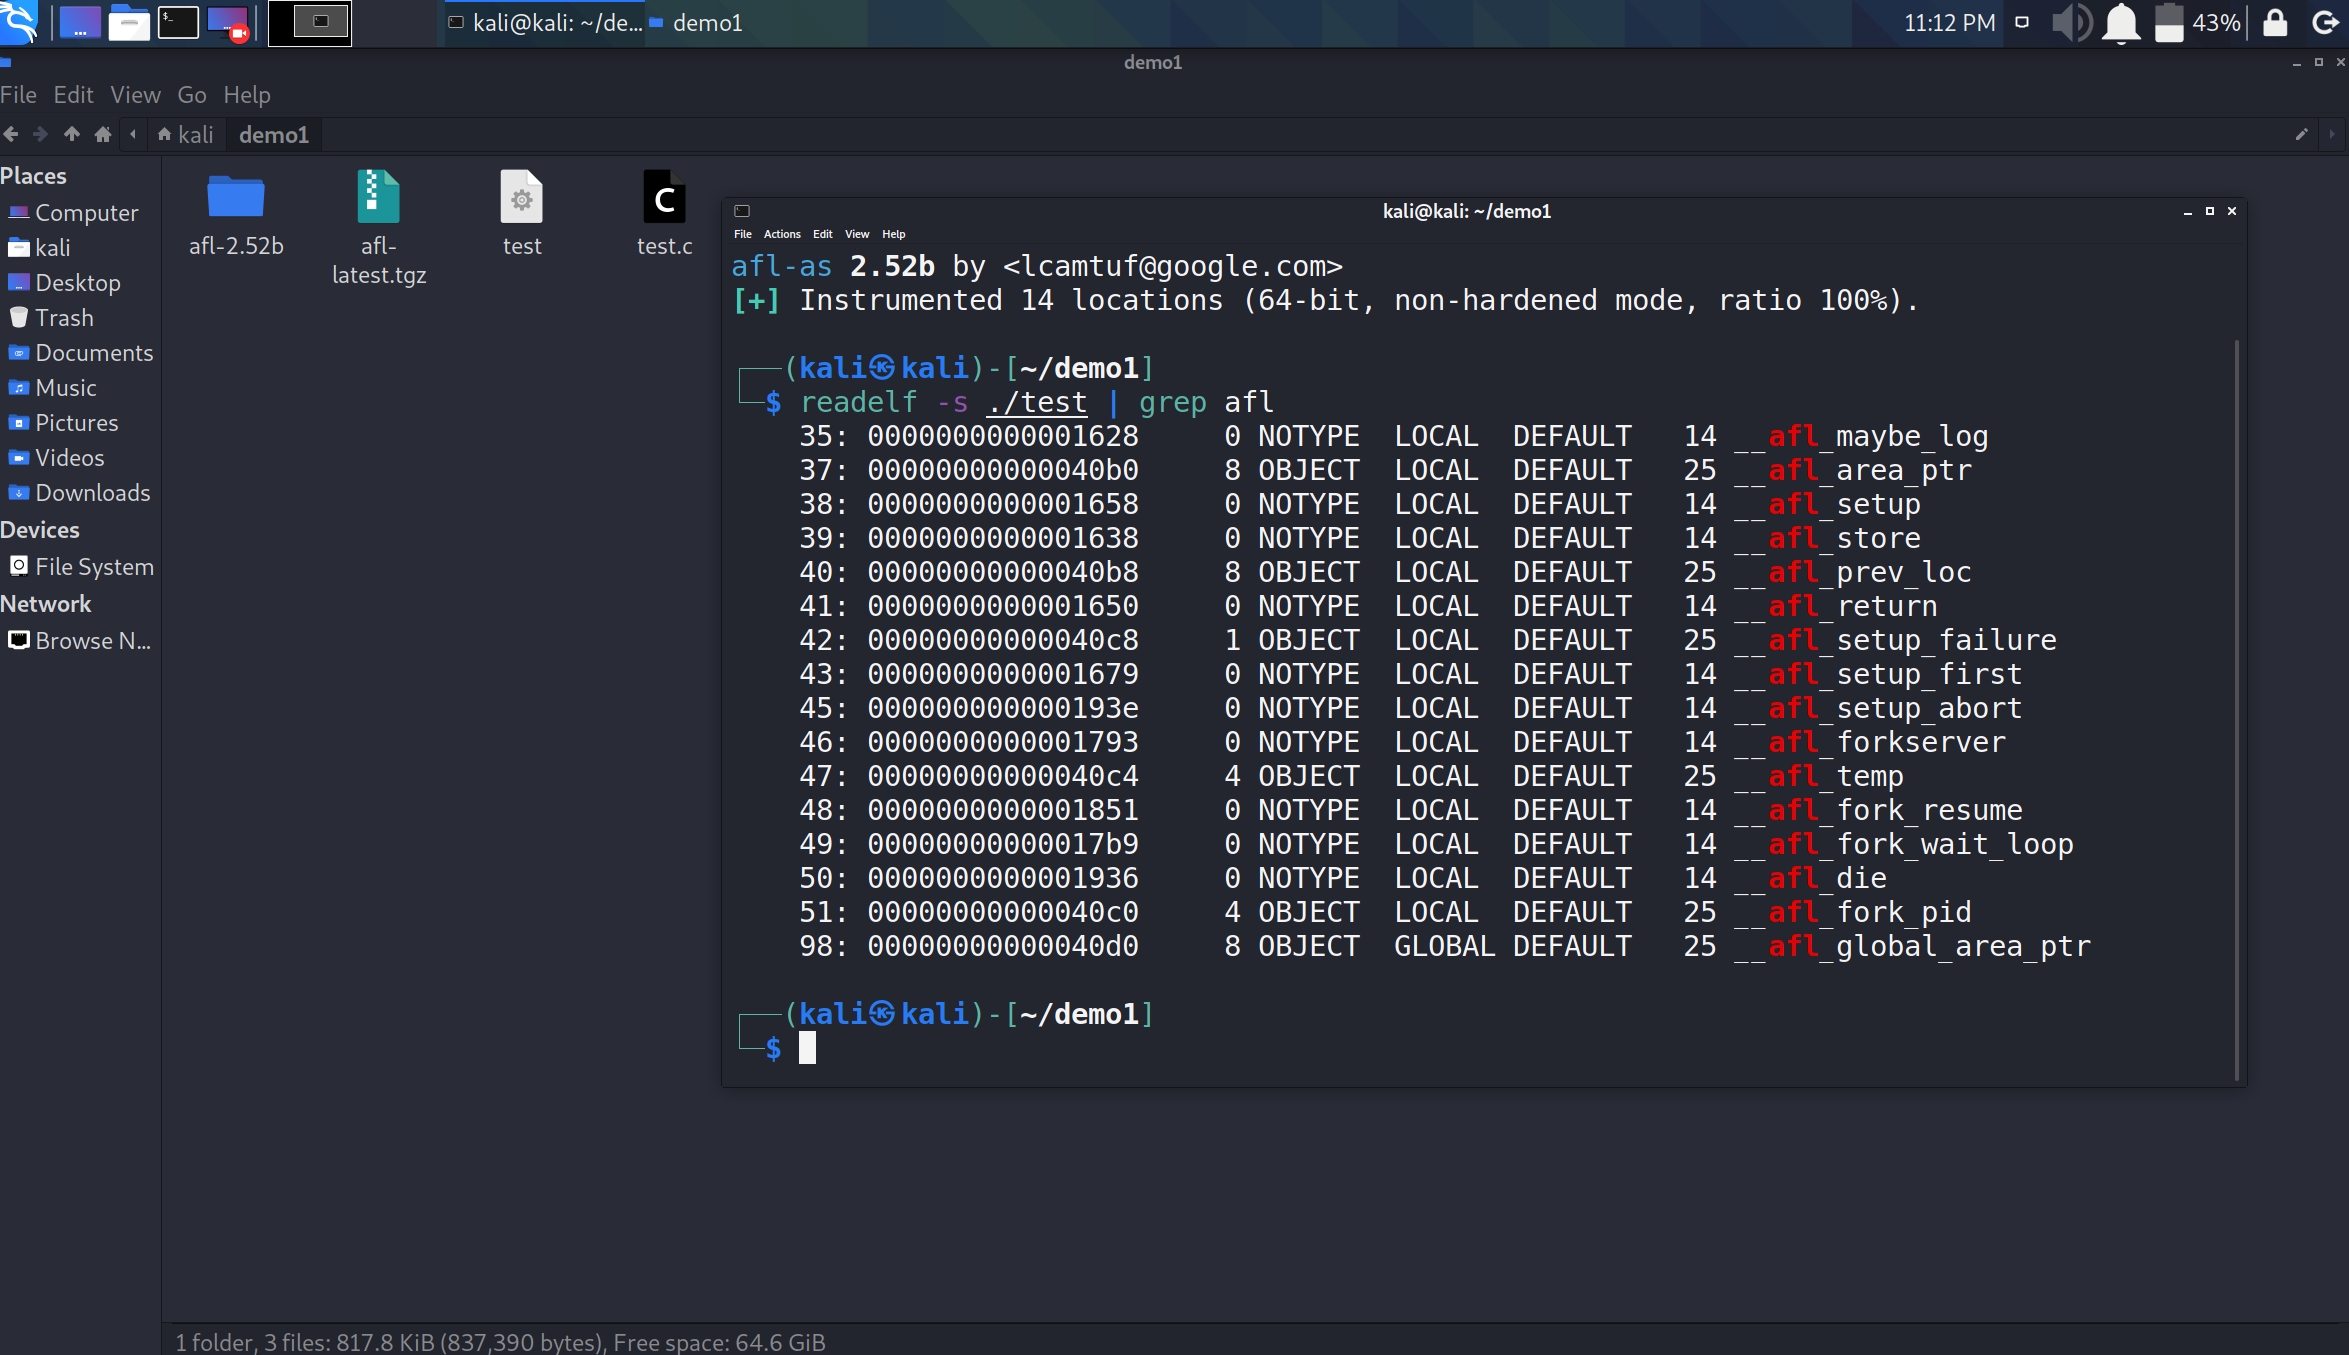 kali@kali: ~/de... demo1 11:12 PM 43%
demo1
File Edit View Go Help
kali demo1
Places
Computer
kali
Desktop
Trash
Documents
Music
Pictures
Videos
Downloads
Devices
File System
Network
Browse N...
afl-2.52b
afl-
latest.tgz
test
test.c
kali@kali: ~/demo1
File Actions Edit View Help
afl-as 2.52b by <lcamtuf@google.com>
[+] Instrumented 14 locations (64-bit, non-hardened mode, ratio 100%).
(kali㉿kali)-[~/demo1]
$ readelf -s ./test | grep afl
35: 0000000000001628 0 NOTYPE LOCAL DEFAULT 14 __afl_maybe_log
37: 00000000000040b0 8 OBJECT LOCAL DEFAULT 25 __afl_area_ptr
38: 0000000000001658 0 NOTYPE LOCAL DEFAULT 14 __afl_setup
39: 0000000000001638 0 NOTYPE LOCAL DEFAULT 14 __afl_store
40: 00000000000040b8 8 OBJECT LOCAL DEFAULT 25 __afl_prev_loc
41: 0000000000001650 0 NOTYPE LOCAL DEFAULT 14 __afl_return
42: 00000000000040c8 1 OBJECT LOCAL DEFAULT 25 __afl_setup_failure
43: 0000000000001679 0 NOTYPE LOCAL DEFAULT 14 __afl_setup_first
45: 000000000000193e 0 NOTYPE LOCAL DEFAULT 14 __afl_setup_abort
46: 0000000000001793 0 NOTYPE LOCAL DEFAULT 14 __afl_forkserver
47: 00000000000040c4 4 OBJECT LOCAL DEFAULT 25 __afl_temp
48: 0000000000001851 0 NOTYPE LOCAL DEFAULT 14 __afl_fork_resume
49: 00000000000017b9 0 NOTYPE LOCAL DEFAULT 14 __afl_fork_wait_loop
50: 0000000000001936 0 NOTYPE LOCAL DEFAULT 14 __afl_die
51: 00000000000040c0 4 OBJECT LOCAL DEFAULT 25 __afl_fork_pid
98: 00000000000040d0 8 OBJECT GLOBAL DEFAULT 25 __afl_global_area_ptr
(kali㉿kali)-[~/demo1]
$
1 folder, 3 files: 817.8 KiB (837,390 bytes), Free space: 64.6 GiB